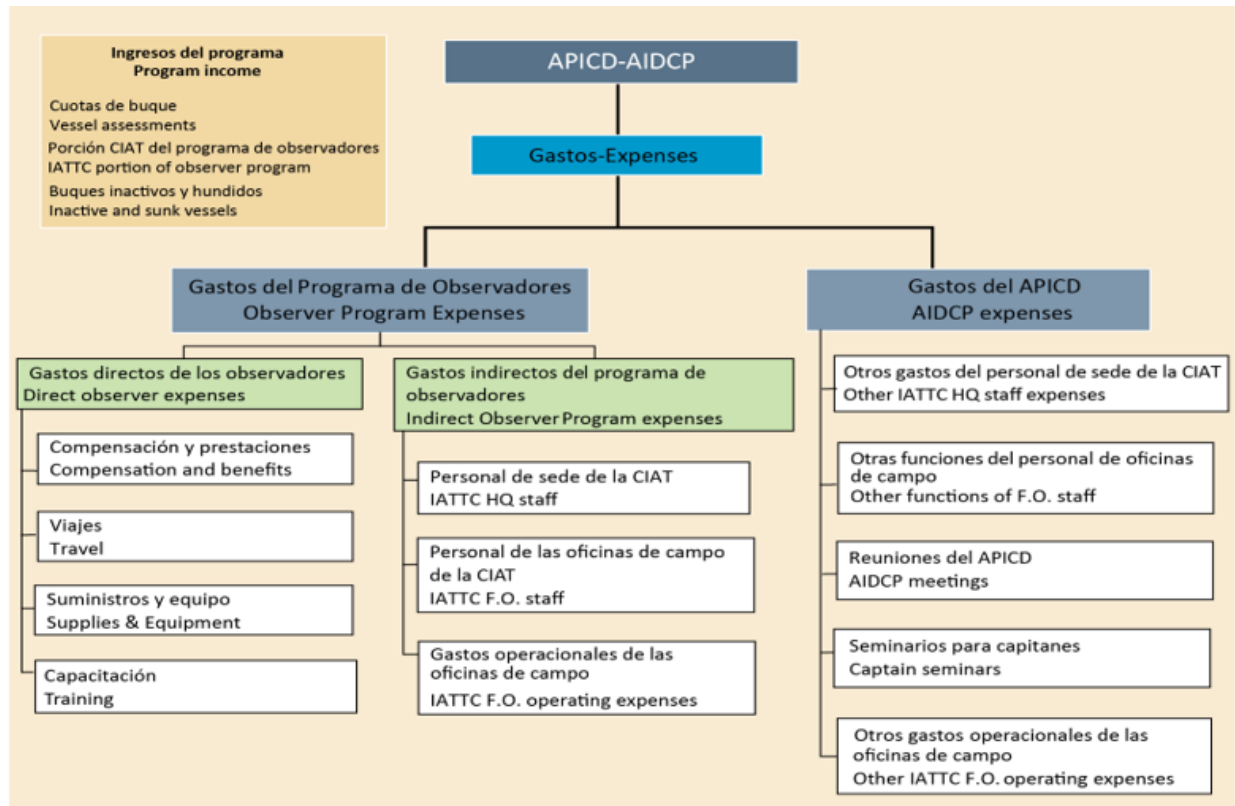 Ingresos del programa
Program income
Cuotas de buque
Vessel assessments
Porción CIAT del programa de observadores
IATTC portion of observer program
Buques inactivos y hundidos
Inactive and sunk vessels
APICD-AIDCP
Gastos-Expenses
Gastos del Programa de Observadores
Observer Program Expenses
Gastos directos de los observadores
Direct observer expenses
Compensación y prestaciones
Compensation and benefits
Viajes
Travel
Suministros y equipo
Supplies & Equipment
Capacitación
Training
Gastos indirectos del programa de
observadores
Indirect Observer Program expenses
Personal de sede de la CIAT
IATTC HQ staff
Personal de las oficinas de campo
de la CIAT
IATTC F.O. staff
Gastos operacionales de las
oficinas de campo
IATTC F.O. operating expenses
Gastos del APICD
AIDCP expenses
Otros gastos del personal de sede de la CIAT
Other IATTC HQ staff expenses
Otras funciones del personal de oficinas
de campo
Other functions of F.O. staff
Reuniones del APICD
AIDCP meetings
Seminarios para capitanes
Captain seminars
Otros gastos operacionales de las
oficinas de campo
Other IATTC F.O. operating expenses